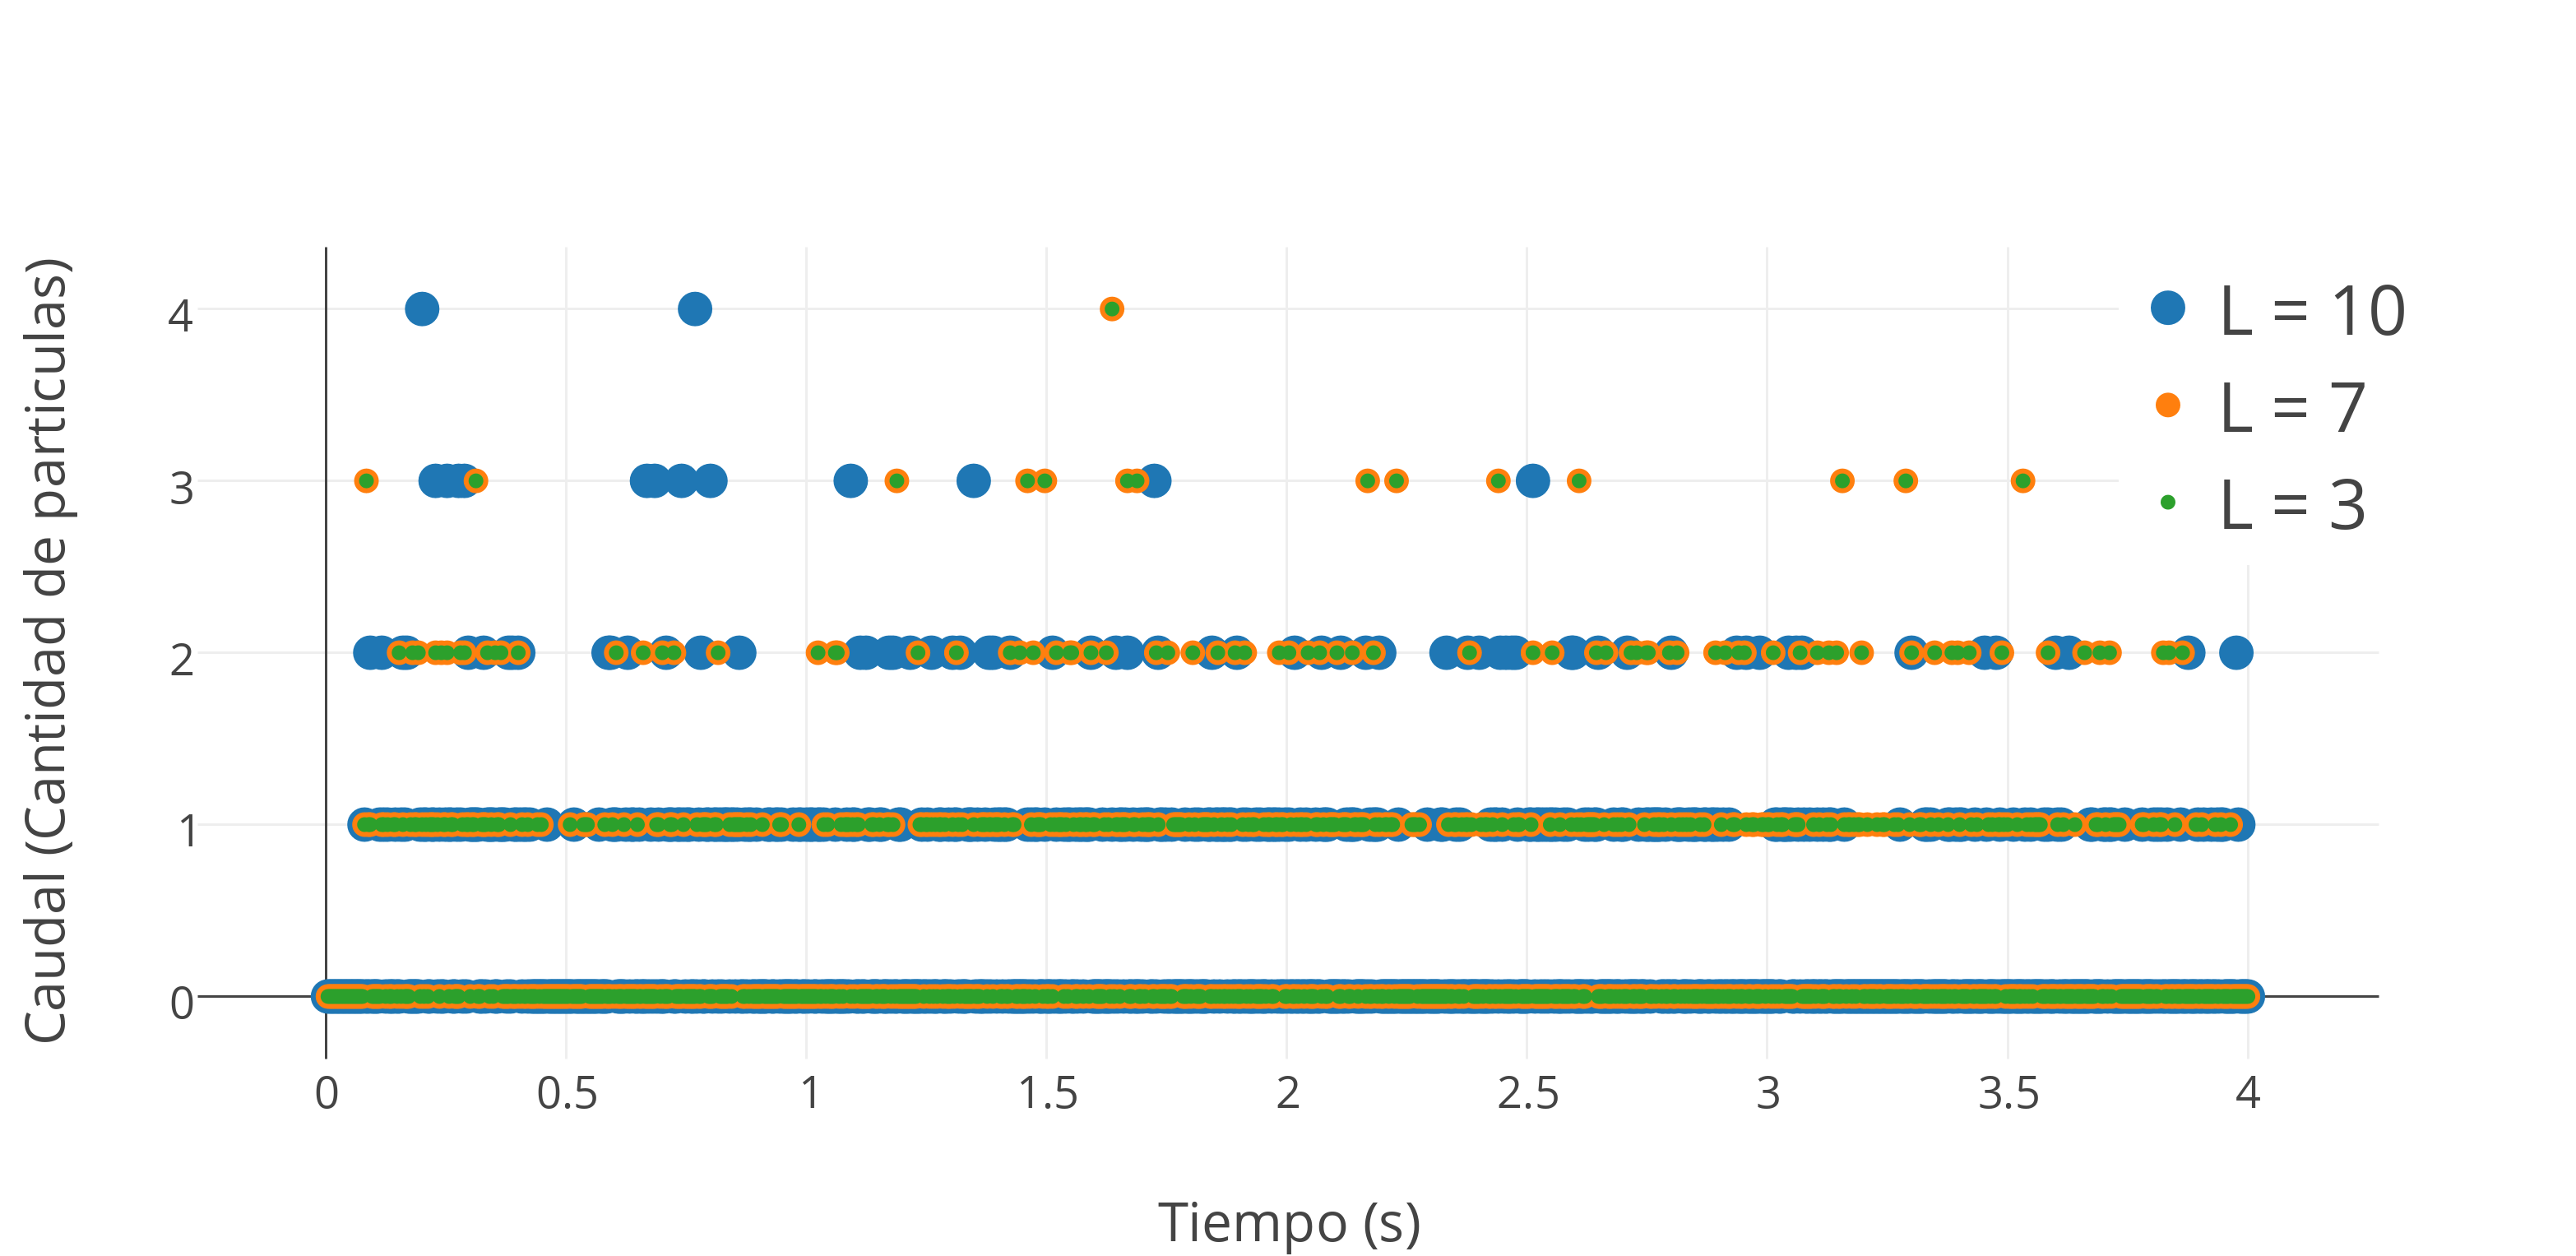 Caudal (Cantidad de particulas)
4
3
2
1
0
0
0.5
1
1.5
2
2.5
3
3.5
4
Tiempo (s)
L = 10
L = 7
L = 3